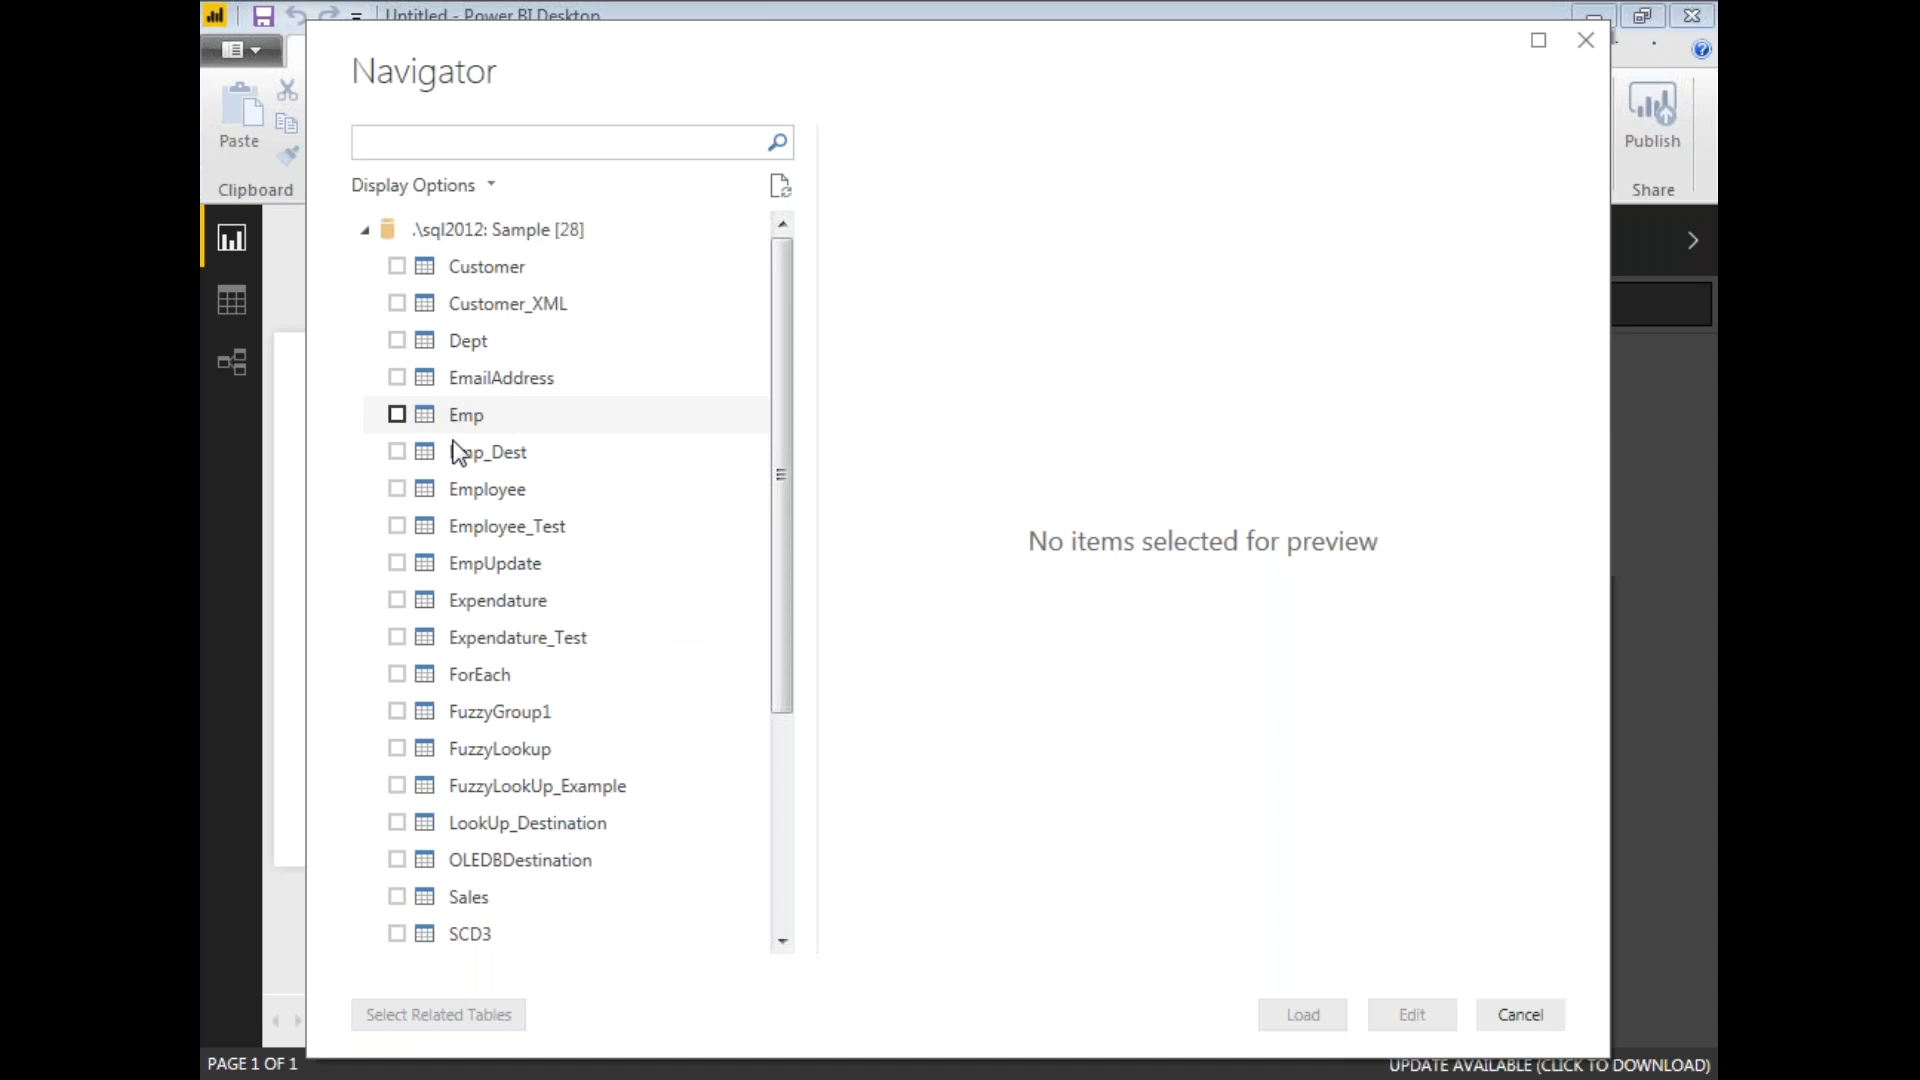 Untitled - Power BI Desktop
Navigator
Paste
Clipboard
Publish
Share
Display Options
.\sql2012: Sample [28]
Customer
Customer_XML
Dept
EmailAddress
Emp
mp_Dest
Employee
Employee_Test
EmpUpdate
Expendature
Expendature_Test
ForEach
FuzzyGroup1
FuzzyLookup
FuzzyLookUp_Example
LookUp_Destination
OLEDBDestination
Sales
SCD3
No items selected for preview
Select Related Tables
Load
Edit
Cancel
PAGE 1 OF 1
UPDATE AVAILABLE (CLICK TO DOWNLOAD)